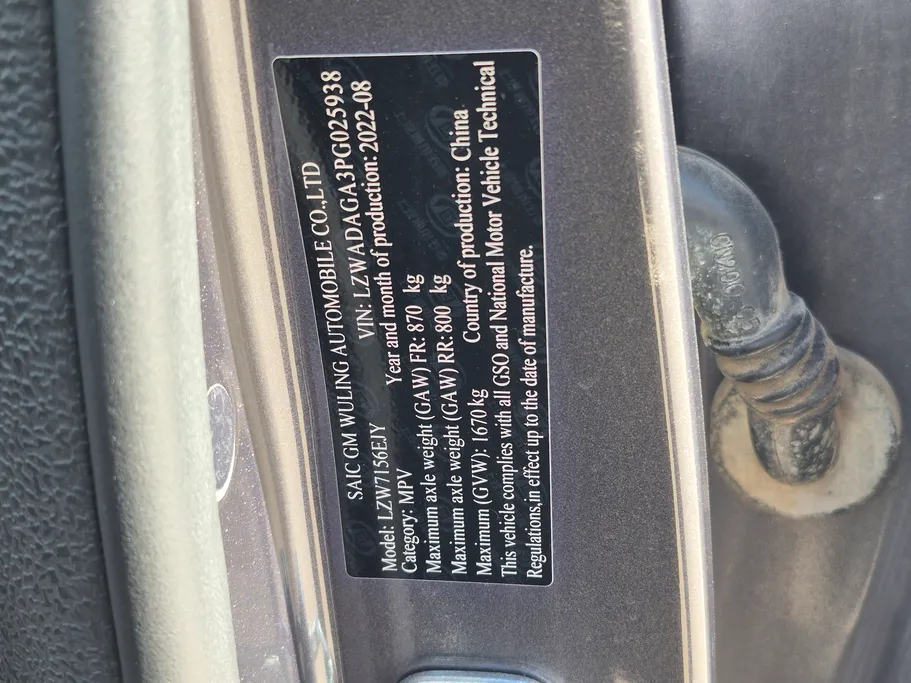 SAIC GM WULING AUTOMOBILE CO.,LTD
Model: LZW7156EJY VIN: LZWADAGA3PG025938
Category: MPV Year and month of production: 2022-08
Maximum axle weight (GAW) FR: 870 kg
Maximum axle weight (GAW) RR: 800 kg
Maximum (GVW): 1670 kg Country of production: China
This vehicle complies with all GSO and National Motor Vehicle Technical
Regulations,in effect up to the date of manufacture.